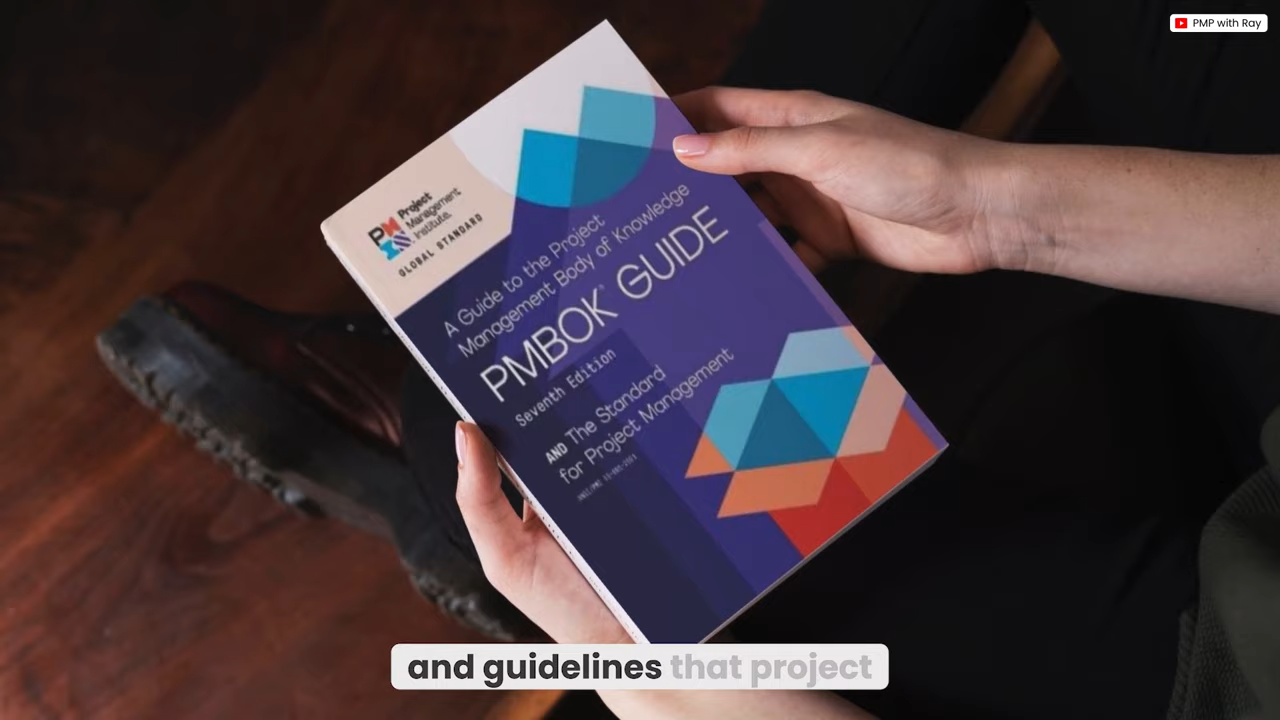 PMP with Ray
PM
Project
Management
Institute.
GLOBAL STANDARD
A Guide to the Project
Management Body of Knowledge
PMBOK® GUIDE
Seventh Edition
AND The Standard
for Project Management
and guidelines that project